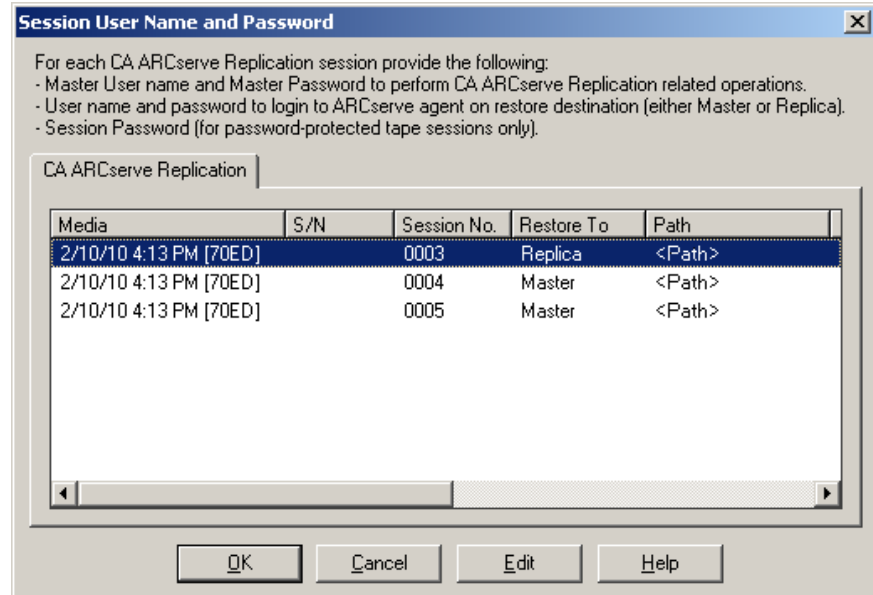 Session User Name and Password
For each CA ARCserve Replication session provide the following:
- Master User name and Master Password to perform CA ARCserve Replication related operations.
- User name and password to login to ARCserve agent on restore destination (either Master or Replica).
- Session Password (for password-protected tape sessions only).
CA ARCserve Replication
Media S/N Session No. Restore To Path
2/10/10 4:13 PM [70ED] 0003 Replica <Path>
2/10/10 4:13 PM [70ED] 0004 Master <Path>
2/10/10 4:13 PM [70ED] 0005 Master <Path>
OK Cancel Edit Help